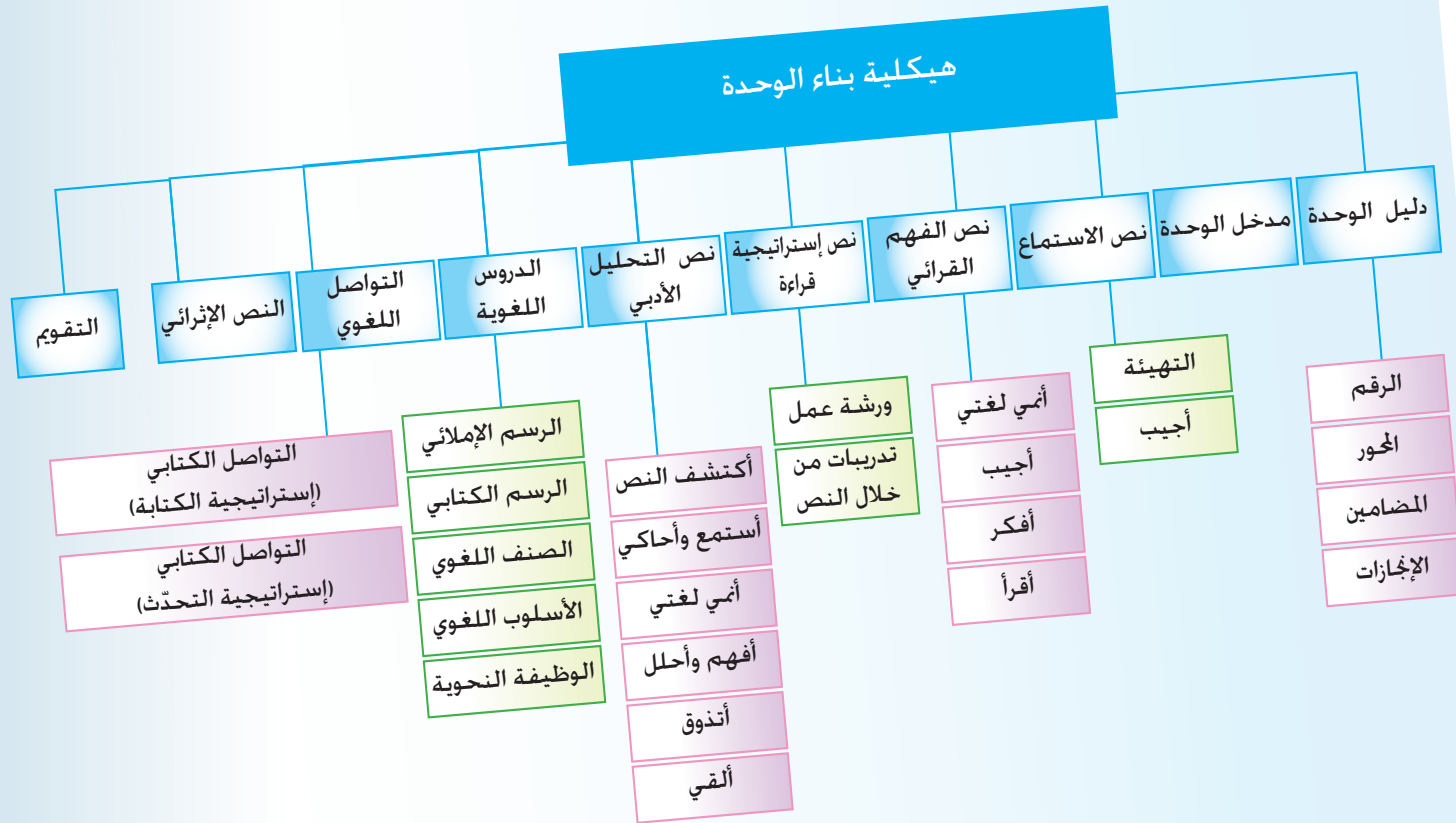 هيكلية بناء الوحدة
دليل الوحدة
مدخل الوحدة
نص الاستماع
نص الفهم
القرائي
نص إستراتيجية
قراءة
نص التحليل
الأدبي
الدروس
اللغوية
التواصل
اللغوي
النص الإثرائي
التقويم
الرقم
المحور
المضامين
الإنجازات
التهيئة
أجيب
أنمي لغتي
أجيب
أفكر
أقرأ
ورشة عمل
تدريبات من
خلال النص
أكتشف النص
أستمع وأحاكي
أنمي لغتي
أفهم وأحلل
أتذوق
ألقي
الرسم الإملائي
الرسم الكتابي
الصنف اللغوي
الأسلوب اللغوي
الوظيفة النحوية
التواصل الكتابي
(إستراتيجية الكتابة)
التواصل الكتابي
(إستراتيجية التحدّث)